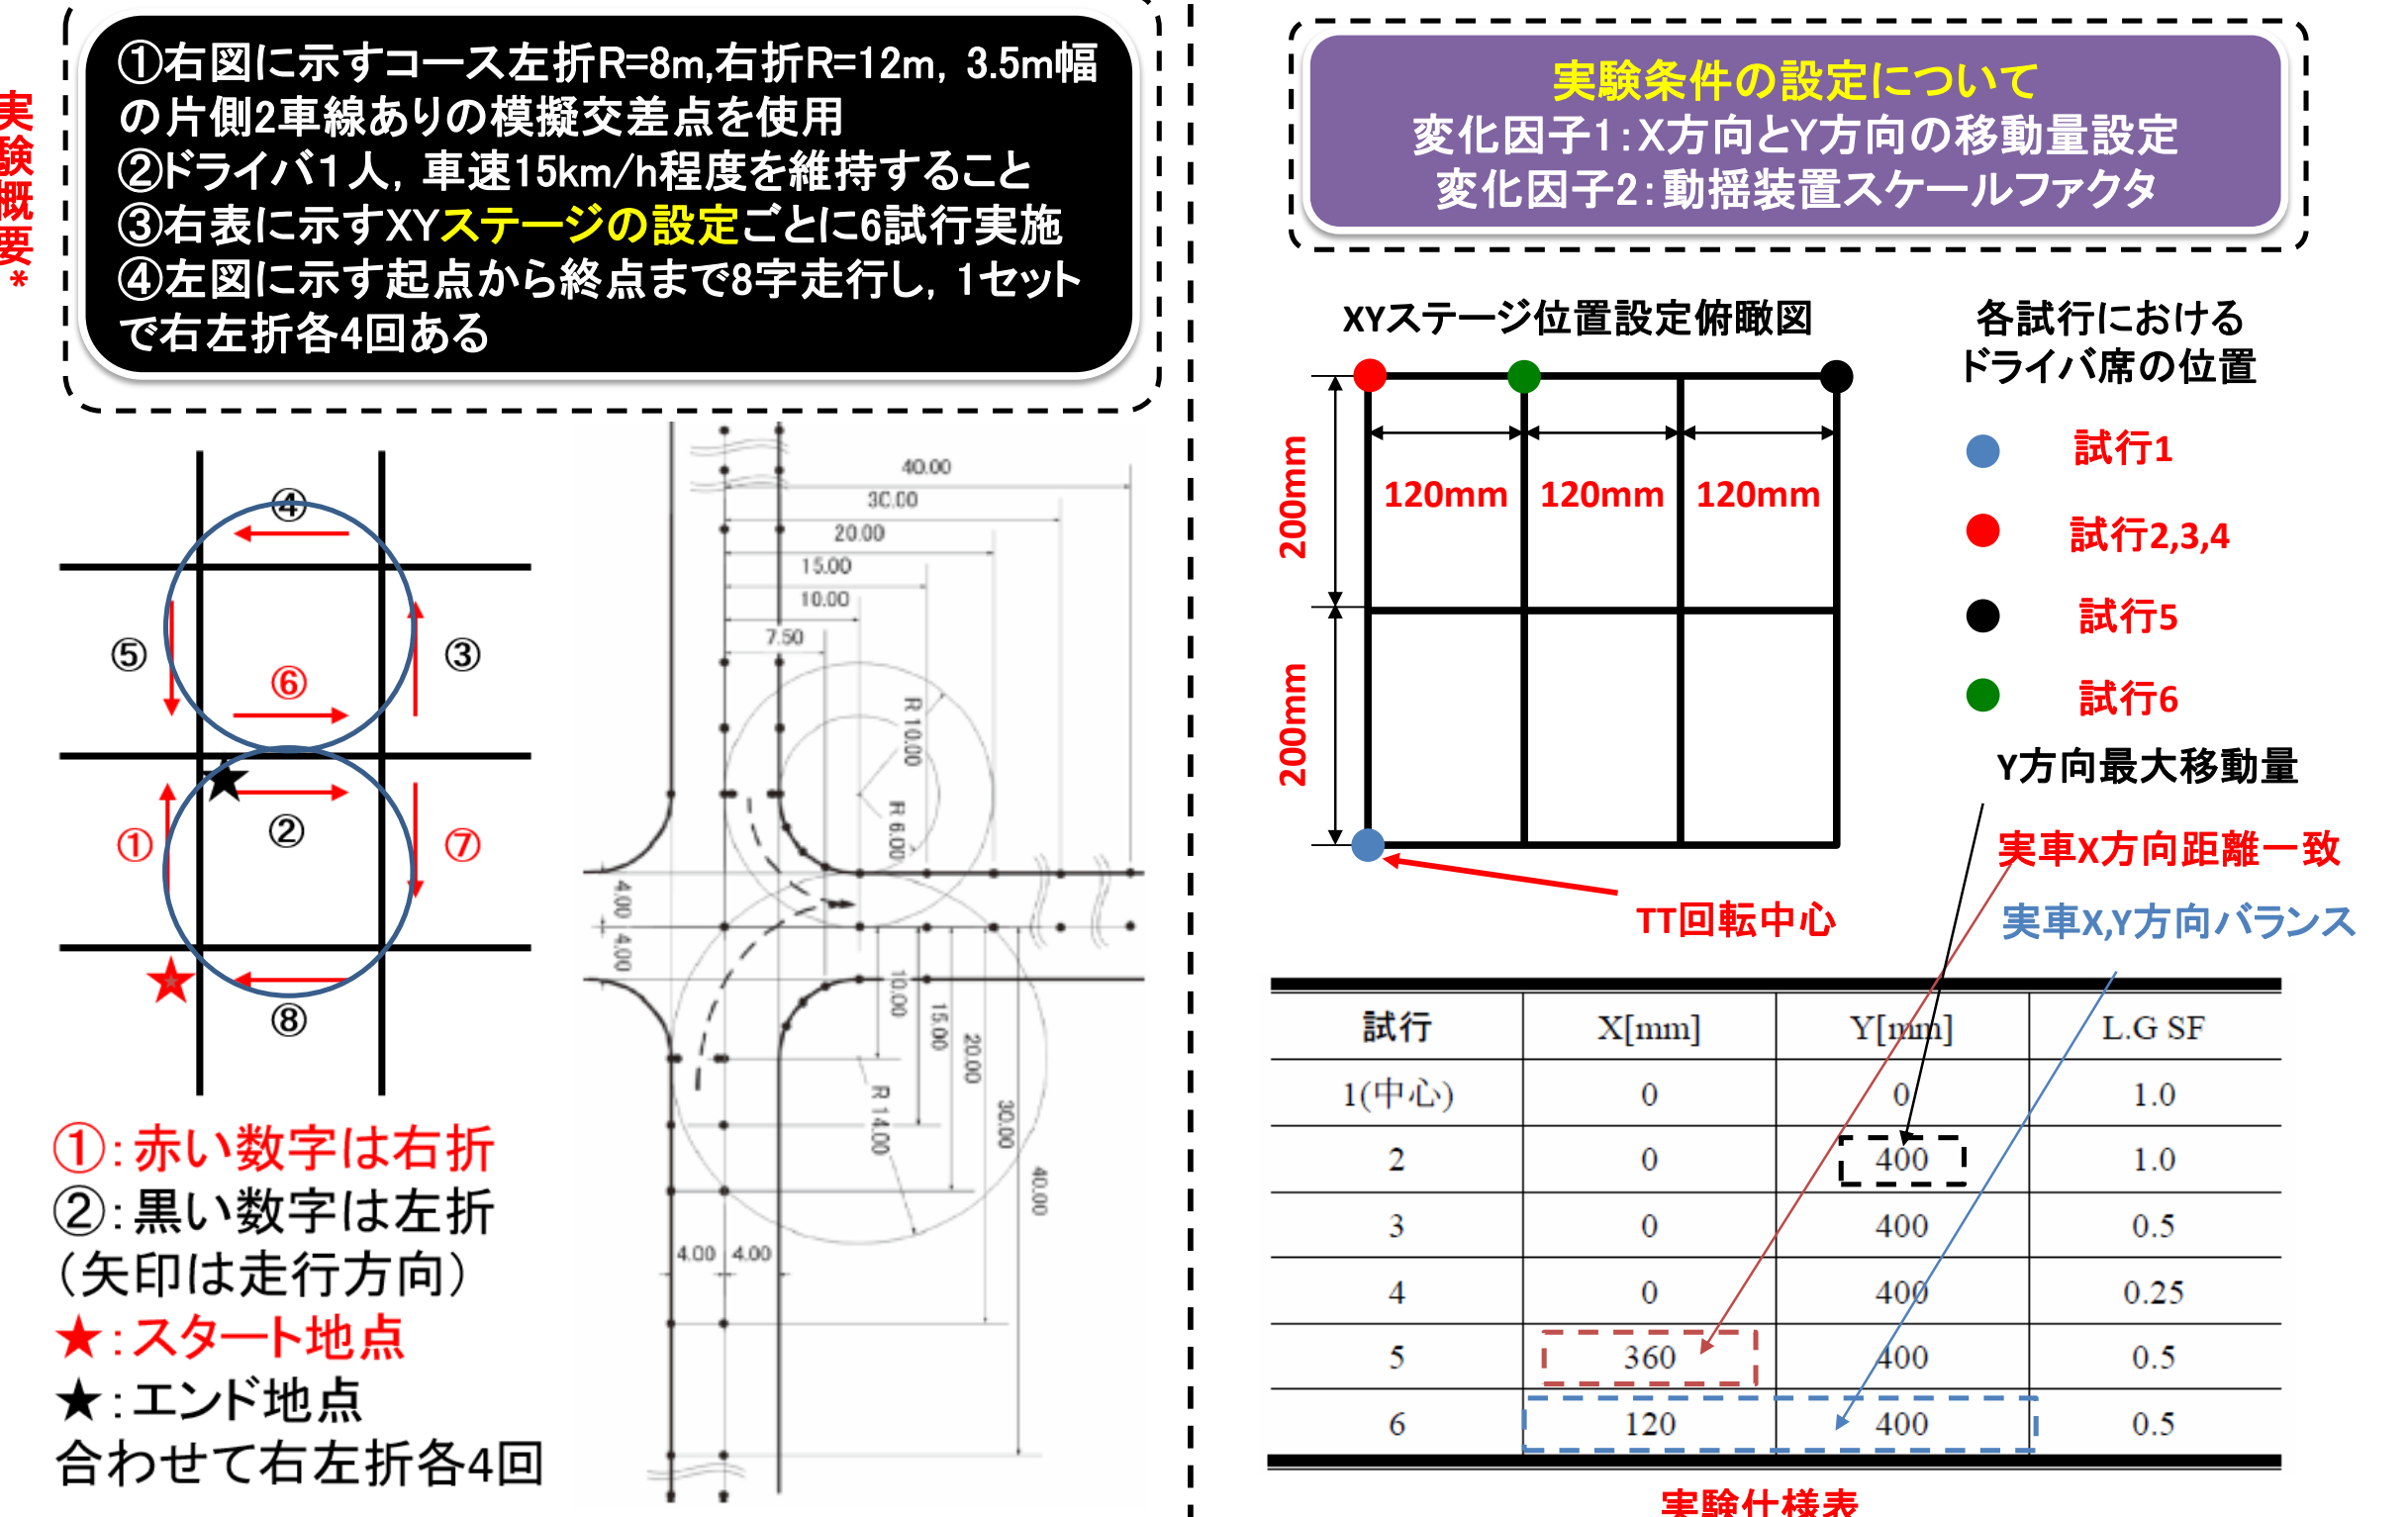 実験概要*
①右図に示すコース左折R=8m,右折R=12m，3.5m幅
の片側2車線ありの模擬交差点を使用
②ドライバ１人，車速15km/h程度を維持すること
③右表に示すXYステージの設定ごとに6試行実施
④左図に示す起点から終点まで8字走行し，1セット
で右左折各4回ある
④
⑤
⑥
③
①
②
⑦
⑧
①：赤い数字は右折
②：黒い数字は左折
（矢印は走行方向）
★：スタート地点
★：エンド地点
合わせて右左折各4回
40.00
30.00
20.00
15.00
10.00
7.50
R 10.00
R 6.00
4.00
4.00
10.00
15.00
20.00
30.00
40.00
R 14.00
4.00 4.00
実験条件の設定について
変化因子1：X方向とY方向の移動量設定
変化因子2：動揺装置スケールファクタ
XYステージ位置設定俯瞰図
200mm
200mm
120mm 120mm 120mm
TT回転中心
各試行における
ドライバ席の位置
試行1
試行2,3,4
試行5
試行6
Y方向最大移動量
実車X方向距離一致
実車X,Y方向バランス
試行 X[mm] Y[mm] L.G SF
1(中心) 0 0 1.0
2 0 400 1.0
3 0 400 0.5
4 0 400 0.25
5 360 400 0.5
6 120 400 0.5
実験仕様表